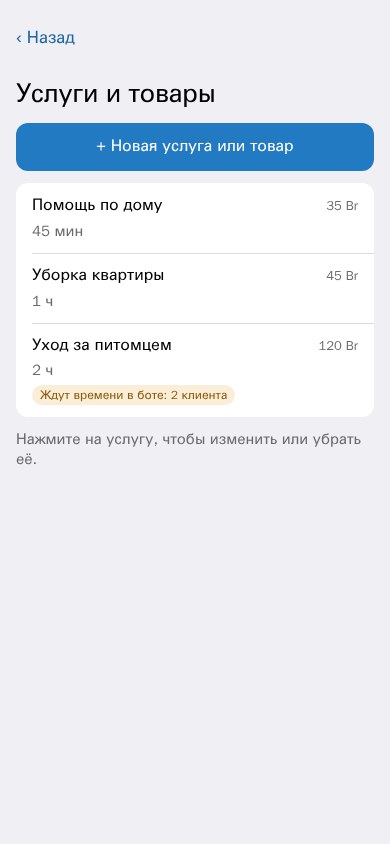 ‹ Назад
Услуги и товары
+ Новая услуга или товар
Помощь по дому 35 Br
45 мин
Уборка квартиры 45 Br
1 ч
Уход за питомцем 120 Br
2 ч
Ждут времени в боте: 2 клиента
Нажмите на услугу, чтобы изменить или убрать
её.